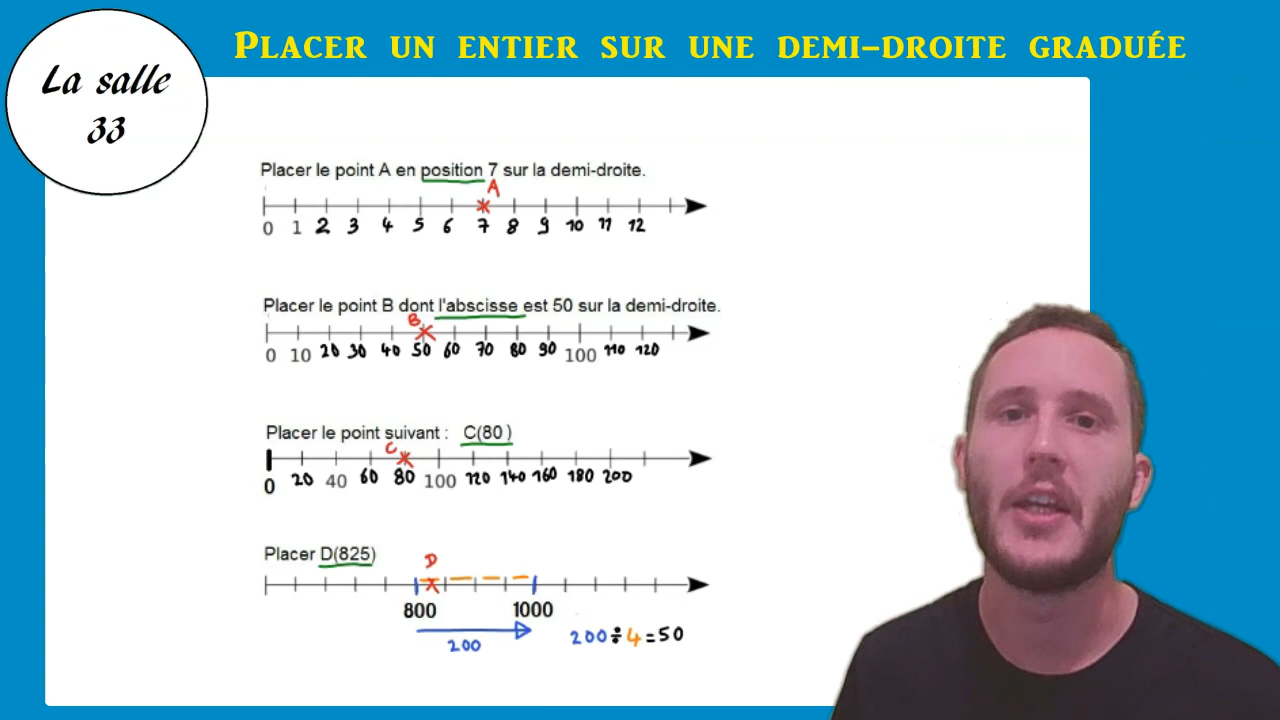 La salle
33
PLACER UN ENTIER SUR UNE DEMI-DROITE GRADUÉE
Placer le point A en position 7 sur la demi-droite.
A
0 1 2 3 4 5 6 7 8 9 10 11 12
Placer le point B dont l'abscisse est 50 sur la demi-droite.
B
0 10 20 30 40 50 60 70 80 90 100 110 120
Placer le point suivant : C(80 )
C
0 20 40 60 80 100 120 140 160 180 200
Placer D(825)
D
800 1000
200 200÷4=50